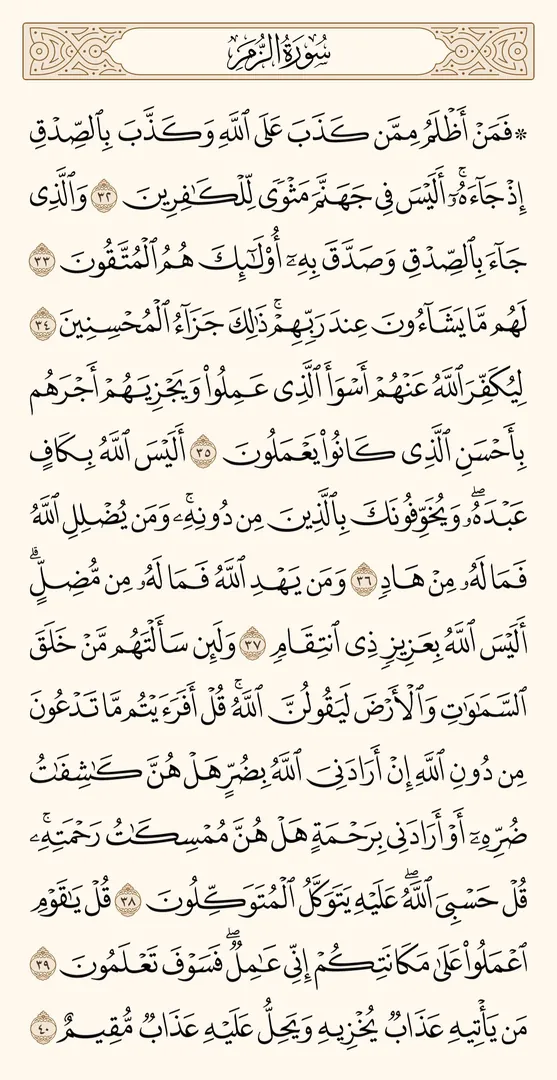 سُورَةُ الزُّمَرِ
۞ فَمَنْ أَظْلَمُ مِمَّن كَذَبَ عَلَى ٱللَّهِ وَكَذَّبَ بِٱلصِّدْقِ
إِذْ جَآءَهُۥٓۚ أَلَيْسَ فِى جَهَنَّمَ مَثْوًى لِّلْكَٰفِرِينَ ٣٢ وَٱلَّذِى
جَآءَ بِٱلصِّدْقِ وَصَدَّقَ بِهِۦٓ أُوْلَٰٓئِكَ هُمُ ٱلْمُتَّقُونَ ٣٣
لَهُم مَّا يَشَآءُونَ عِندَ رَبِّهِمْۚ ذَٰلِكَ جَزَآءُ ٱلْمُحْسِنِينَ ٣٤
لِيُكَفِّرَ ٱللَّهُ عَنْهُمْ أَسْوَأَ ٱلَّذِى عَمِلُواْ وَيَجْزِيَهُمْ أَجْرَهُم
بِأَحْسَنِ ٱلَّذِى كَانُواْ يَعْمَلُونَ ٣٥ أَلَيْسَ ٱللَّهُ بِكَافٍ
عَبْدَهُۥۖ وَيُخَوِّفُونَكَ بِٱلَّذِينَ مِن دُونِهِۦۚ وَمَن يُضْلِلِ ٱللَّهُ
فَمَا لَهُۥ مِنْ هَادٍ ٣٦ وَمَن يَهْدِ ٱللَّهُ فَمَا لَهُۥ مِن مُّضِلٍّۗ
أَلَيْسَ ٱللَّهُ بِعَزِيزٍ ذِى ٱنتِقَامٍ ٣٧ وَلَئِن سَأَلْتَهُم مَّنْ خَلَقَ
ٱلسَّمَٰوَٰتِ وَٱلْأَرْضَ لَيَقُولُنَّ ٱللَّهُۚ قُلْ أَفَرَءَيْتُم مَّا تَدْعُونَ
مِن دُونِ ٱللَّهِ إِنْ أَرَادَنِىَ ٱللَّهُ بِضُرٍّ هَلْ هُنَّ كَٰشِفَٰتُ
ضُرِّهِۦٓ أَوْ أَرَادَنِى بِرَحْمَةٍ هَلْ هُنَّ مُمْسِكَٰتُ رَحْمَتِهِۦۚ
قُلْ حَسْبِىَ ٱللَّهُۖ عَلَيْهِ يَتَوَكَّلُ ٱلْمُتَوَكِّلُونَ ٣٨ قُلْ يَٰقَوْمِ
ٱعْمَلُواْ عَلَىٰ مَكَانَتِكُمْ إِنِّى عَٰمِلٌۖ فَسَوْفَ تَعْلَمُونَ ٣٩
مَن يَأْتِيهِ عَذَابٌ يُخْزِيهِ وَيَحِلُّ عَلَيْهِ عَذَابٌ مُّقِيمٌ ٤٠